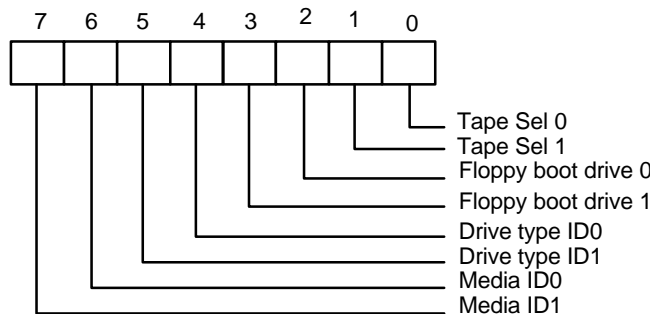 7 6 5 4 3 2 1 0
Tape Sel 0
Tape Sel 1
Floppy boot drive 0
Floppy boot drive 1
Drive type ID0
Drive type ID1
Media ID0
Media ID1